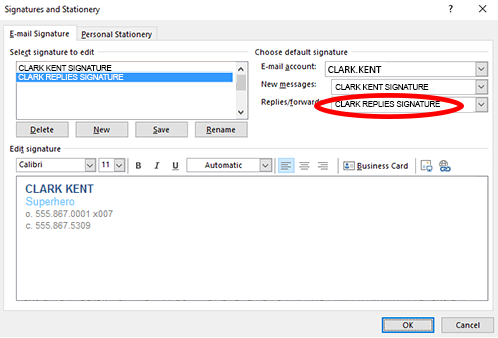 Signatures and Stationery
?
E-mail Signature
Personal Stationery
Select signature to edit
CLARK KENT SIGNATURE
CLARK REPLIES SIGNATURE
Delete
New
Save
Rename
Choose default signature
E-mail account:
CLARK.KENT
New messages:
CLARK KENT SIGNATURE
Replies/forward
CLARK REPLIES SIGNATURE
Edit signature
Calibri
11
B
I
U
Automatic
Business Card
CLARK KENT
Superhero
o. 555.867.0001 x007
c. 555.867.5309
OK
Cancel